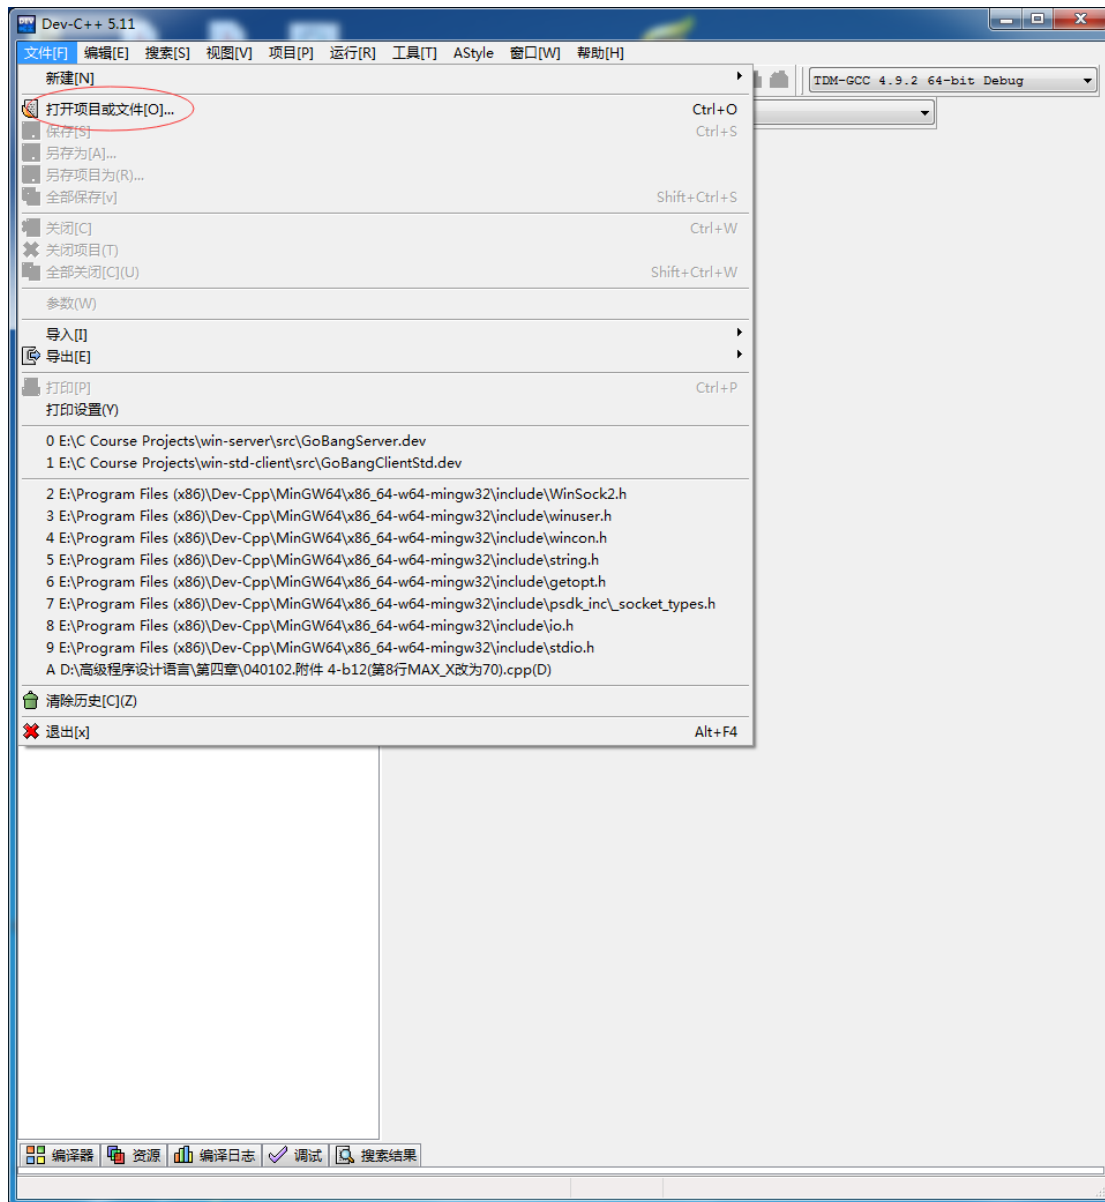 Dev-C++ 5.11
文件[F] 编辑[E] 搜索[S] 视图[V] 项目[P] 运行[R] 工具[T] AStyle 窗口[W] 帮助[H]
新建[N]
TDM-GCC 4.9.2 64-bit Debug
打开项目或文件[O]... Ctrl+O
保存[S] Ctrl+S
另存为[A]...
另存项目为(R)...
全部保存[v] Shift+Ctrl+S
关闭[C] Ctrl+W
关闭项目(T)
全部关闭[C](U) Shift+Ctrl+W
参数(W)
导入[I]
导出[E]
打印[P] Ctrl+P
打印设置(Y)
0 E:\C Course Projects\win-server\src\GoBangServer.dev
1 E:\C Course Projects\win-std-client\src\GoBangClientStd.dev
2 E:\Program Files (x86)\Dev-Cpp\MinGW64\x86_64-w64-mingw32\include\WinSock2.h
3 E:\Program Files (x86)\Dev-Cpp\MinGW64\x86_64-w64-mingw32\include\winuser.h
4 E:\Program Files (x86)\Dev-Cpp\MinGW64\x86_64-w64-mingw32\include\wincon.h
5 E:\Program Files (x86)\Dev-Cpp\MinGW64\x86_64-w64-mingw32\include\string.h
6 E:\Program Files (x86)\Dev-Cpp\MinGW64\x86_64-w64-mingw32\include\getopt.h
7 E:\Program Files (x86)\Dev-Cpp\MinGW64\x86_64-w64-mingw32\include\psdk_inc\_socket_types.h
8 E:\Program Files (x86)\Dev-Cpp\MinGW64\x86_64-w64-mingw32\include\io.h
9 E:\Program Files (x86)\Dev-Cpp\MinGW64\x86_64-w64-mingw32\include\stdio.h
A D:\高级程序设计语言\第四章\040102.附件 4-b12(第8行MAX_X改为70).cpp(D)
清除历史[C](Z)
退出[x] Alt+F4
编译器 资源 编译日志 调试 搜索结果